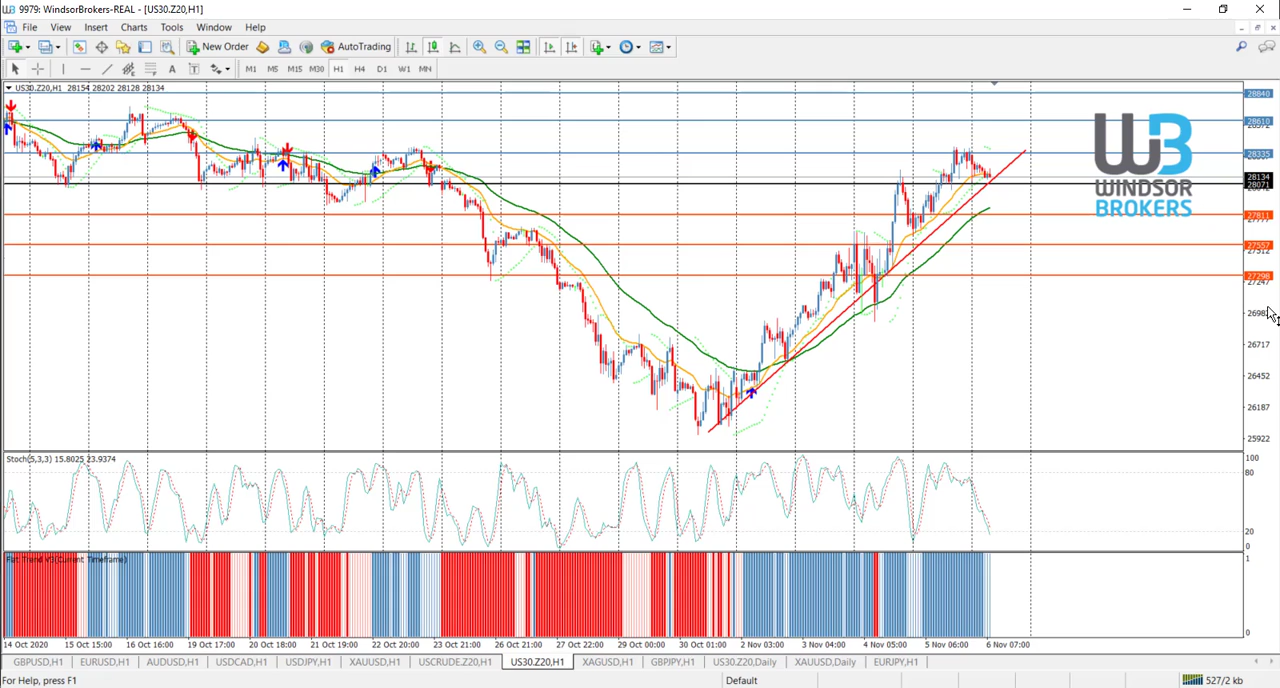 9979: WindsorBrokers-REAL - [US30.Z20,H1]
File View Insert Charts Tools Window Help
New Order AutoTrading
A T M1 M5 M15 M30 H1 H4 D1 W1 MN
US30.Z20,H1 28154 28202 28128 28134
28840
28610
28335
28134
28071
27811
27557
27298
27247
26717
26452
26187
25922
WINDSOR
BROKERS
Stoch(5,3,3) 15.8025 23.9374
100
80
20
0
Flat Trend V3(Current Timeframe)
1
0
14 Oct 2020 15 Oct 15:00 16 Oct 16:00 19 Oct 17:00 20 Oct 18:00 21 Oct 19:00 22 Oct 20:00 23 Oct 21:00 26 Oct 21:00 27 Oct 22:00 29 Oct 00:00 30 Oct 01:00 2 Nov 03:00 3 Nov 04:00 4 Nov 05:00 5 Nov 06:00 6 Nov 07:00
GBPUSD,H1 EURUSD,H1 AUDUSD,H1 USDCAD,H1 USDJPY,H1 XAUUSD,H1 USCRUDE.Z20,H1 US30.Z20,H1 XAGUSD,H1 GBPJPY,H1 US30.Z20,Daily XAUUSD,Daily EURJPY,H1
For Help, press F1 Default 527/2 kb